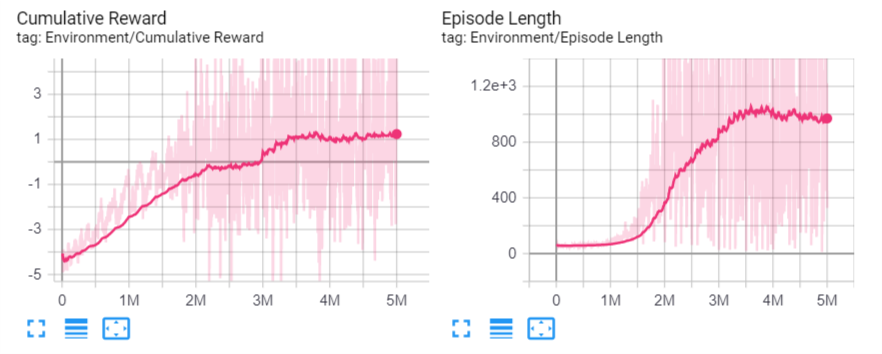 Cumulative Reward
tag: Environment/Cumulative Reward
3
1
-1
-3
-5
0 1M 2M 3M 4M 5M
Episode Length
tag: Environment/Episode Length
1.2e+3
800
400
0
0 1M 2M 3M 4M 5M